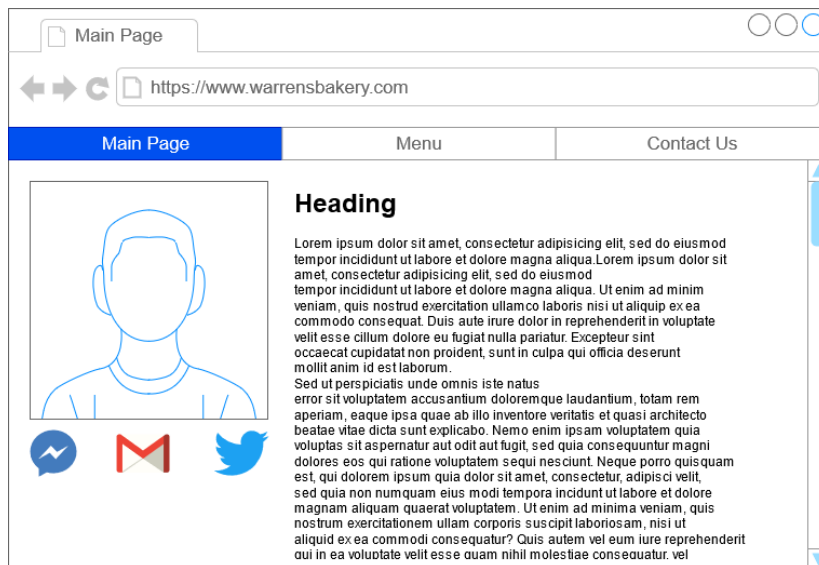 Main Page
https://www.warrensbakery.com
Main Page
Menu
Contact Us
Heading
Lorem ipsum dolor sit amet, consectetur adipisicing elit, sed do eiusmod
tempor incididunt ut labore et dolore magna aliqua.Lorem ipsum dolor sit
amet, consectetur adipisicing elit, sed do eiusmod
tempor incididunt ut labore et dolore magna aliqua. Ut enim ad minim
veniam, quis nostrud exercitation ullamco laboris nisi ut aliquip ex ea
commodo consequat. Duis aute irure dolor in reprehenderit in voluptate
velit esse cillum dolore eu fugiat nulla pariatur. Excepteur sint
occaecat cupidatat non proident, sunt in culpa qui officia deserunt
mollit anim id est laborum.
Sed ut perspiciatis unde omnis iste natus
error sit voluptatem accusantium doloremque laudantium, totam rem
aperiam, eaque ipsa quae ab illo inventore veritatis et quasi architecto
beatae vitae dicta sunt explicabo. Nemo enim ipsam voluptatem quia
voluptas sit aspernatur aut odit aut fugit, sed quia consequuntur magni
dolores eos qui ratione voluptatem sequi nesciunt. Neque porro quisquam
est, qui dolorem ipsum quia dolor sit amet, consectetur, adipisci velit,
sed quia non numquam eius modi tempora incidunt ut labore et dolore
magnam aliquam quaerat voluptatem. Ut enim ad minima veniam, quis
nostrum exercitationem ullam corporis suscipit laboriosam, nisi ut
aliquid ex ea commodi consequatur? Quis autem vel eum iure reprehenderit
qui in ea voluptate velit esse quam nihil molestiae consequatur, vel